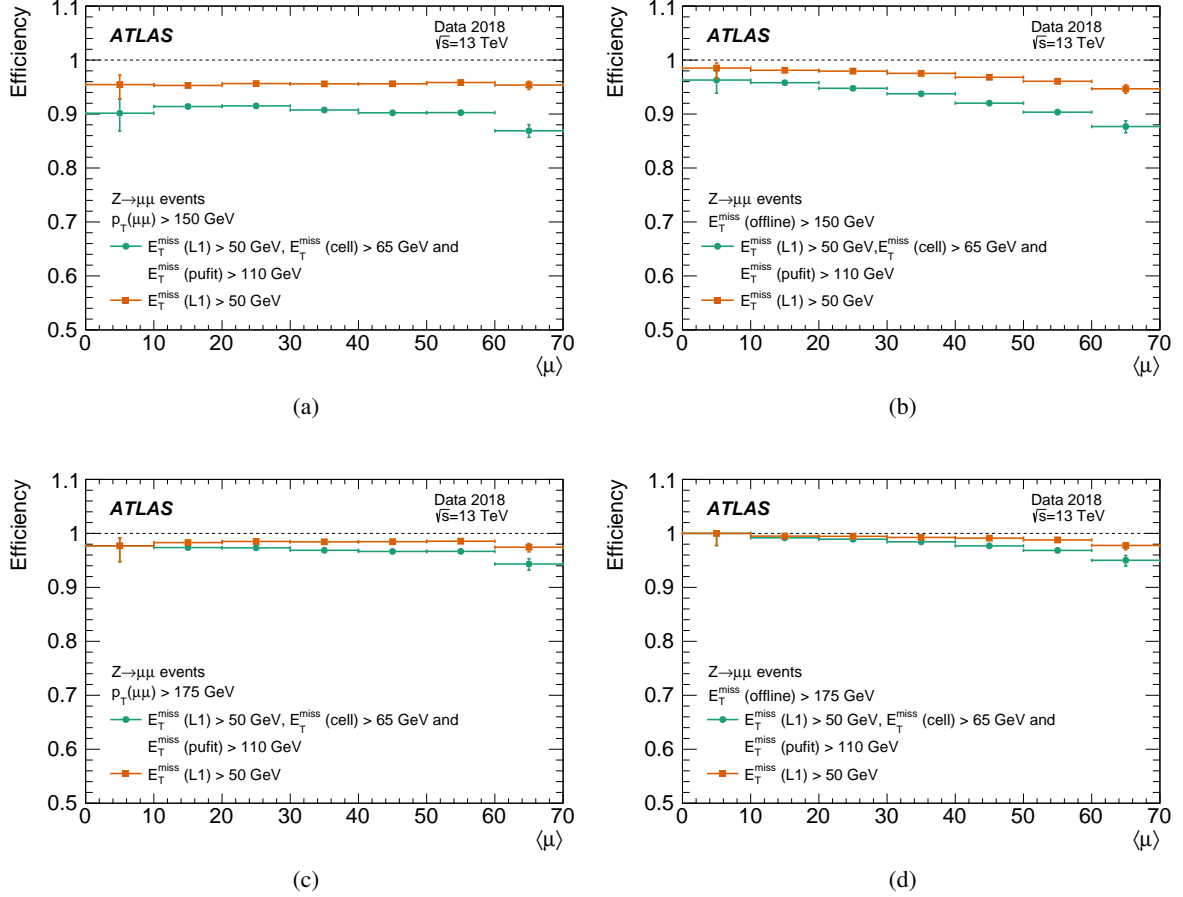 Efficiency
1.1
1
0.9
0.8
0.7
0.6
0.5
ATLAS
Data 2018
√s=13 TeV
Z→μμ events
p_T(μμ) > 150 GeV
E_T^miss (L1) > 50 GeV, E_T^miss (cell) > 65 GeV and
E_T^miss (pufit) > 110 GeV
E_T^miss (L1) > 50 GeV
0 10 20 30 40 50 60 70
⟨μ⟩
(a)
Efficiency
1.1
1
0.9
0.8
0.7
0.6
0.5
ATLAS
Data 2018
√s=13 TeV
Z→μμ events
E_T^miss (offline) > 150 GeV
E_T^miss (L1) > 50 GeV,E_T^miss (cell) > 65 GeV and
E_T^miss (pufit) > 110 GeV
E_T^miss (L1) > 50 GeV
0 10 20 30 40 50 60 70
⟨μ⟩
(b)
Efficiency
1.1
1
0.9
0.8
0.7
0.6
0.5
ATLAS
Data 2018
√s=13 TeV
Z→μμ events
p_T(μμ) > 175 GeV
E_T^miss (L1) > 50 GeV, E_T^miss (cell) > 65 GeV and
E_T^miss (pufit) > 110 GeV
E_T^miss (L1) > 50 GeV
0 10 20 30 40 50 60 70
⟨μ⟩
(c)
Efficiency
1.1
1
0.9
0.8
0.7
0.6
0.5
ATLAS
Data 2018
√s=13 TeV
Z→μμ events
E_T^miss (offline) > 175 GeV
E_T^miss (L1) > 50 GeV, E_T^miss (cell) > 65 GeV and
E_T^miss (pufit) > 110 GeV
E_T^miss (L1) > 50 GeV
0 10 20 30 40 50 60 70
⟨μ⟩
(d)